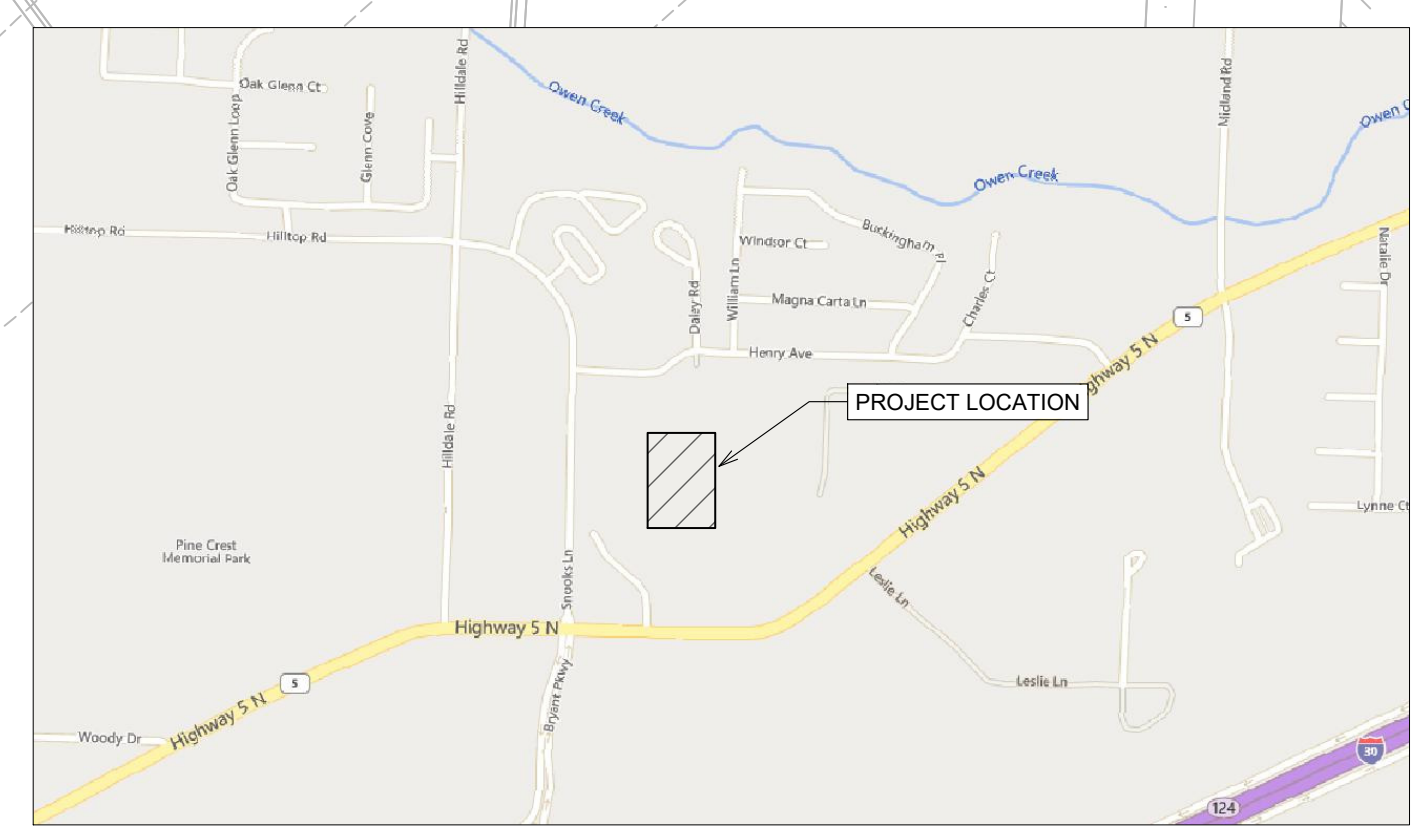 Oak Glenn Ct
Hilldale Rd
Owen Creek
Midland Rd
Owen C
Oak Glenn Loop
Glenn Cove
Owen Creek
Hilltop Rd
Hilltop Rd
Windsor Ct
Buckingham Pl
Natalie Dr
Daley Rd
William Ln
Magna Carta Ln
Charles Ct
5
Henry Ave
ghway 5 N
PROJECT LOCATION
Hilldale Rd
Highway 5 N
Lynne Ct
Pine Crest
Memorial Park
Snooks Ln
Leslie Ln
Highway 5 N
Leslie Ln
5
Bryant Pkwy
Highway 5 N
Woody Dr
30
124